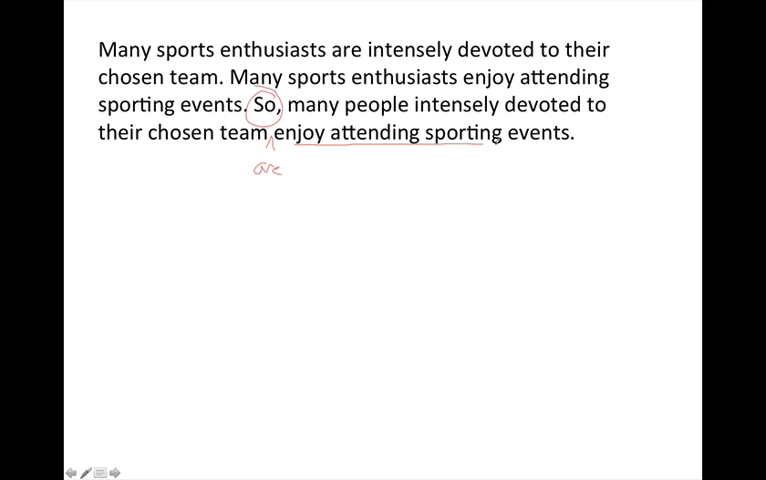 Many sports enthusiasts are intensely devoted to their
chosen team. Many sports enthusiasts enjoy attending
sporting events. So, many people intensely devoted to
their chosen team enjoy attending sporting events.
are